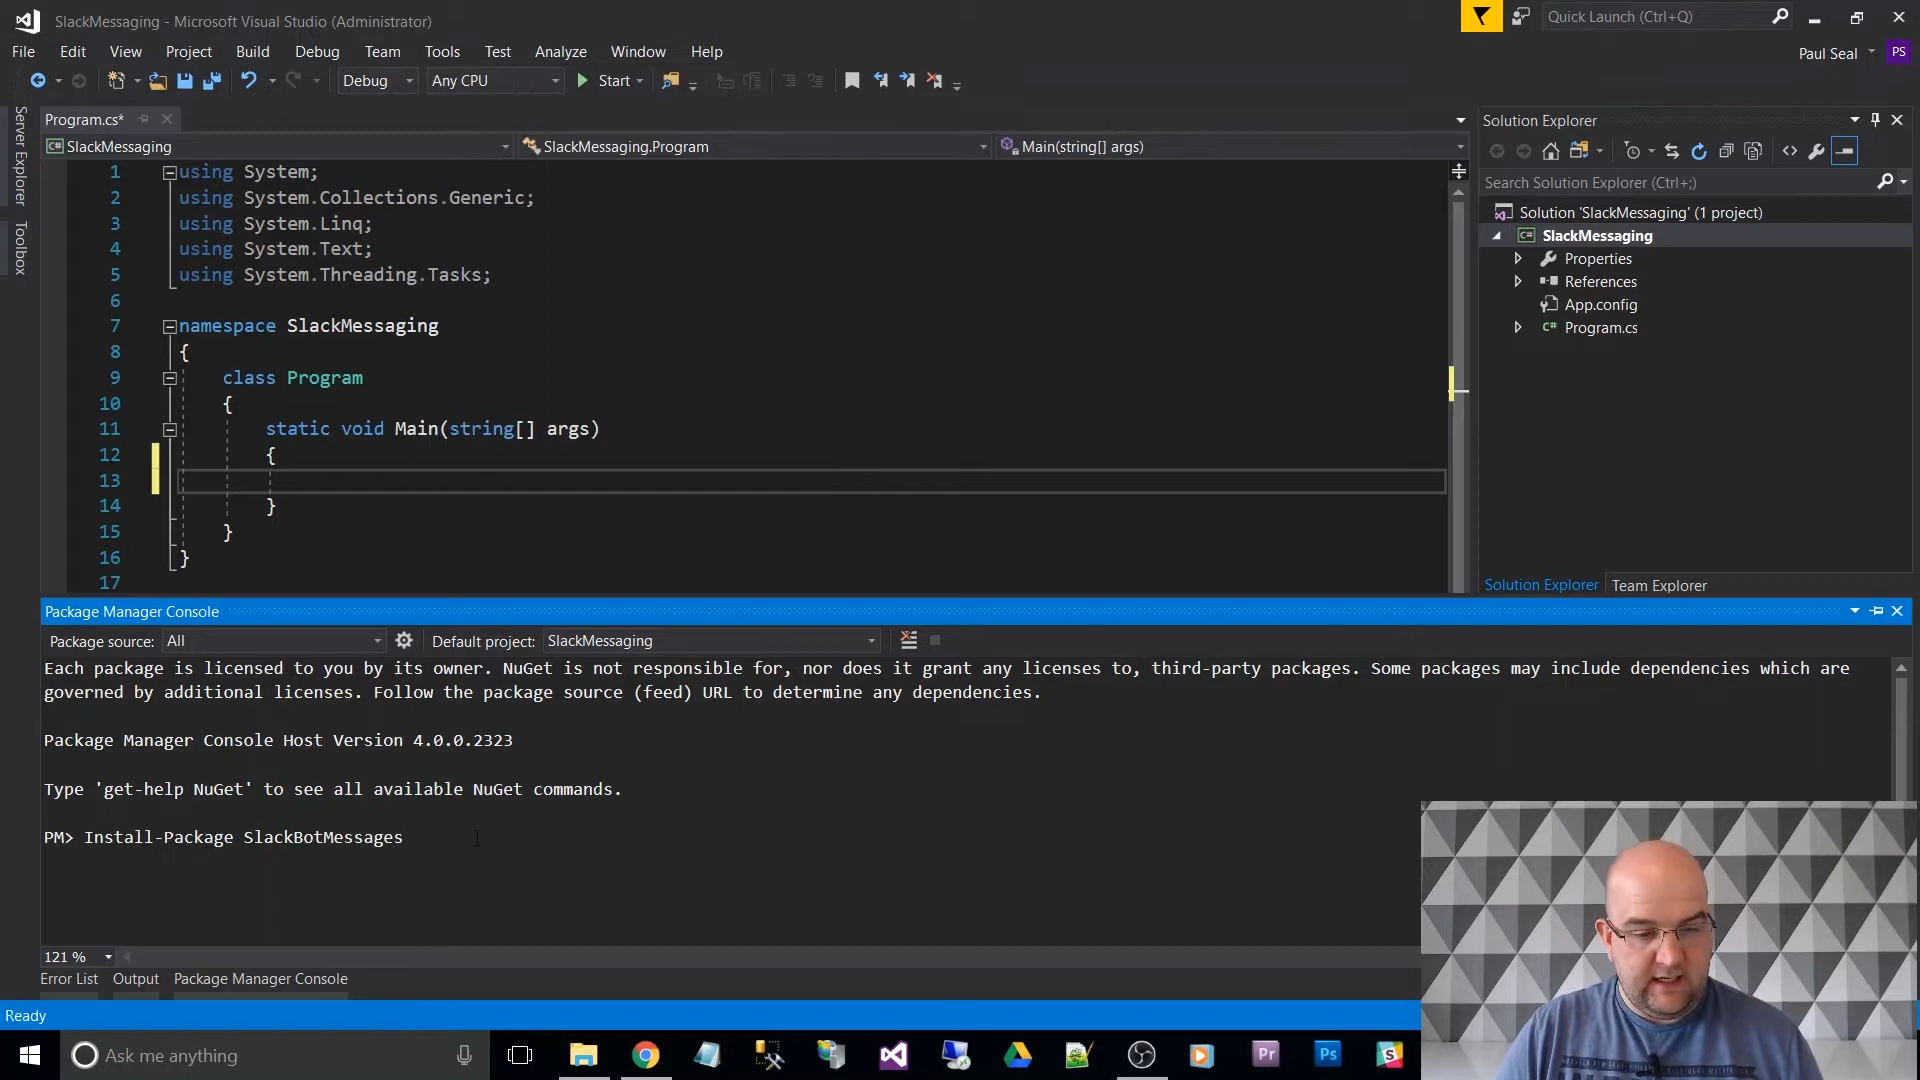 SlackMessaging - Microsoft Visual Studio (Administrator)
Quick Launch (Ctrl+Q)
File Edit View Project Build Debug Team Tools Test Analyze Window Help
Paul Seal PS
Debug Any CPU Start
Server Explorer
Toolbox
Program.cs*
SlackMessaging SlackMessaging.Program Main(string[] args)
1 using System;
2 using System.Collections.Generic;
3 using System.Linq;
4 using System.Text;
5 using System.Threading.Tasks;
6
7 namespace SlackMessaging
8 {
9 class Program
10 {
11 static void Main(string[] args)
12 {
13
14 }
15 }
16 }
17
Solution Explorer
Search Solution Explorer (Ctrl+;)
Solution 'SlackMessaging' (1 project)
C# SlackMessaging
Properties
References
App.config
C# Program.cs
Solution Explorer Team Explorer
Package Manager Console
Package source: All Default project: SlackMessaging
Each package is licensed to you by its owner. NuGet is not responsible for, nor does it grant any licenses to, third-party packages. Some packages may include dependencies which are
governed by additional licenses. Follow the package source (feed) URL to determine any dependencies.
Package Manager Console Host Version 4.0.0.2323
Type 'get-help NuGet' to see all available NuGet commands.
PM> Install-Package SlackBotMessages
121 %
Error List Output Package Manager Console
Ready
Ask me anything
Pr Ps